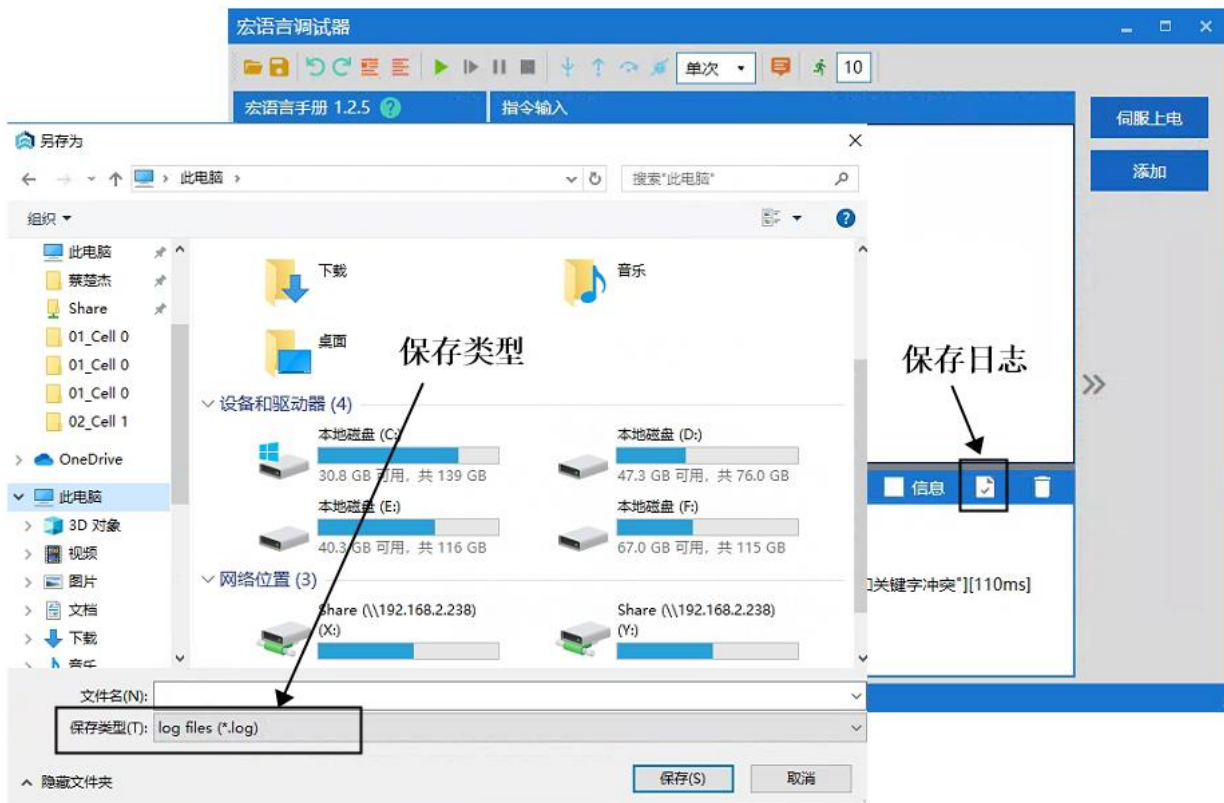 宏语言调试器
单次
10
宏语言手册 1.2.5
指令输入
伺服上电
添加
另存为
此电脑
搜索"此电脑"
组织
此电脑
蔡楚杰
Share
01_Cell 0
01_Cell 0
01_Cell 0
02_Cell 1
OneDrive
此电脑
3D 对象
视频
图片
文档
下载
音乐
下载
音乐
桌面
保存类型
设备和驱动器 (4)
本地磁盘 (C:)
30.8 GB 可用，共 139 GB
本地磁盘 (D:)
47.3 GB 可用，共 76.0 GB
本地磁盘 (E:)
40.3 GB 可用，共 116 GB
本地磁盘 (F:)
67.0 GB 可用，共 115 GB
网络位置 (3)
Share (\\192.168.2.238)
(X:)
Share (\\192.168.2.238)
(Y:)
保存日志
信息
关键字冲突"][110ms]
文件名(N):
保存类型(T): log files (*.log)
隐藏文件夹
保存(S)
取消